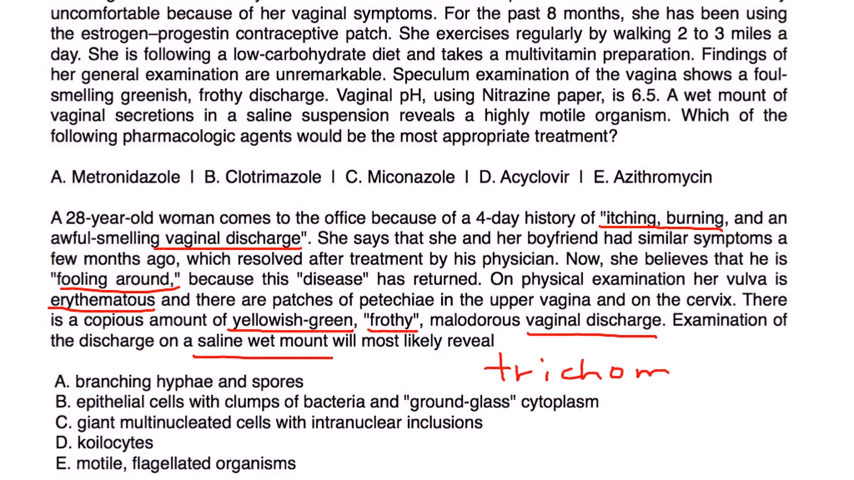 uncomfortable because of her vaginal symptoms. For the past 8 months, she has been using
the estrogen–progestin contraceptive patch. She exercises regularly by walking 2 to 3 miles a
day. She is following a low-carbohydrate diet and takes a multivitamin preparation. Findings of
her general examination are unremarkable. Speculum examination of the vagina shows a foul-
smelling greenish, frothy discharge. Vaginal pH, using Nitrazine paper, is 6.5. A wet mount of
vaginal secretions in a saline suspension reveals a highly motile organism. Which of the
following pharmacologic agents would be the most appropriate treatment?
A. Metronidazole | B. Clotrimazole | C. Miconazole | D. Acyclovir | E. Azithromycin
A 28-year-old woman comes to the office because of a 4-day history of "itching, burning, and an
awful-smelling vaginal discharge". She says that she and her boyfriend had similar symptoms a
few months ago, which resolved after treatment by his physician. Now, she believes that he is
"fooling around," because this "disease" has returned. On physical examination her vulva is
erythematous and there are patches of petechiae in the upper vagina and on the cervix. There
is a copious amount of yellowish-green, "frothy", malodorous vaginal discharge. Examination of
the discharge on a saline wet mount will most likely reveal
trichom
A. branching hyphae and spores
B. epithelial cells with clumps of bacteria and "ground-glass" cytoplasm
C. giant multinucleated cells with intranuclear inclusions
D. koilocytes
E. motile, flagellated organisms